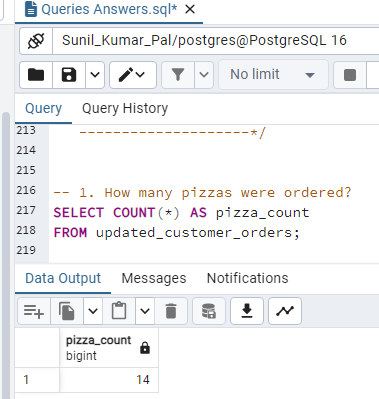 Queries Answers.sql*
Sunil_Kumar_Pal/postgres@PostgreSQL 16
No limit
Query Query History
213 --------------------*/
214
215
216 -- 1. How many pizzas were ordered?
217 SELECT COUNT(*) AS pizza_count
218 FROM updated_customer_orders;
219
Data Output Messages Notifications
pizza_count
bigint
1 14